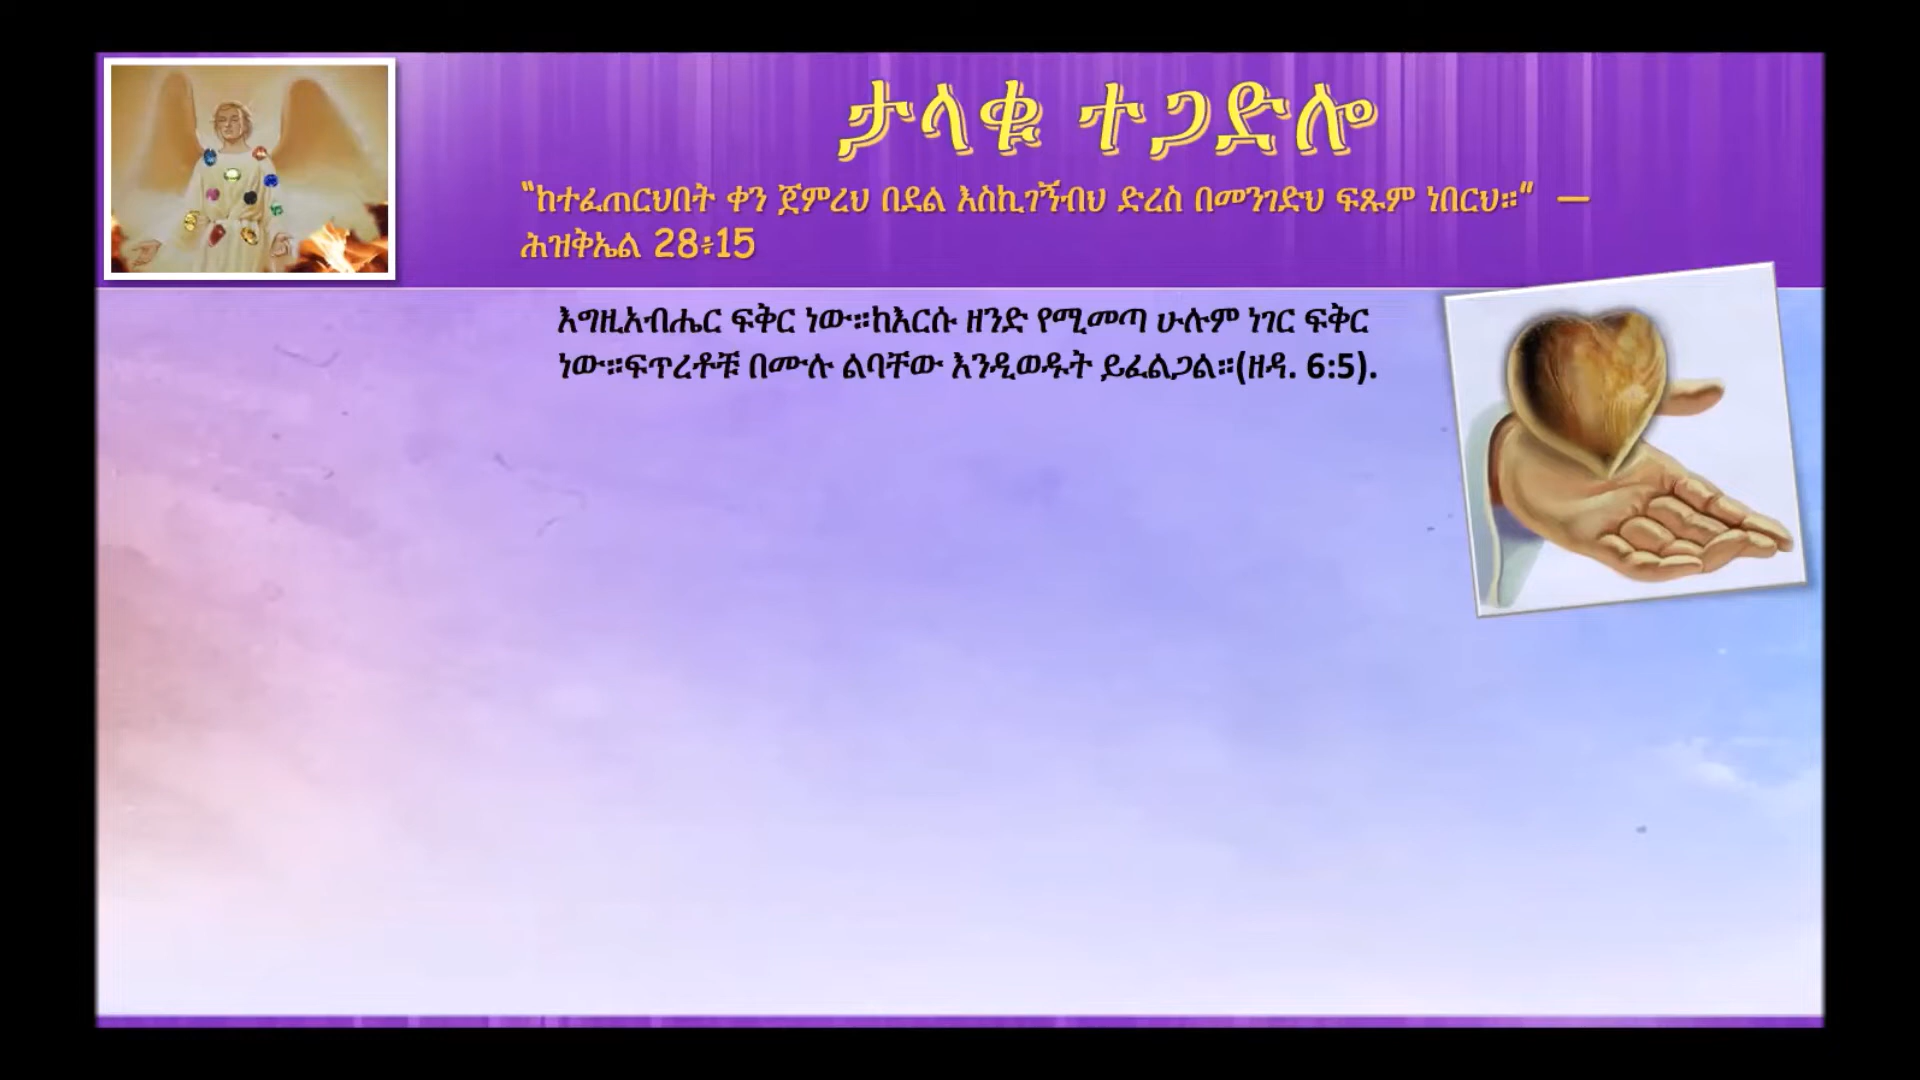 ታላቁ ተጋድሎ
"ከተፈጠርህበት ቀን ጀምረህ በደል እስኪገኝብህ ድረስ በመንገድህ ፍጹም ነበርህ።" —
ሕዝቅኤል 28፥15
እግዚአብሔር ፍቅር ነው።ከእርሱ ዘንድ የሚመጣ ሁሉም ነገር ፍቅር
ነው።ፍጥረቶቹ በሙሉ ልባቸው እንዲወዱት ይፈልጋል።(ዘዳ. 6:5).